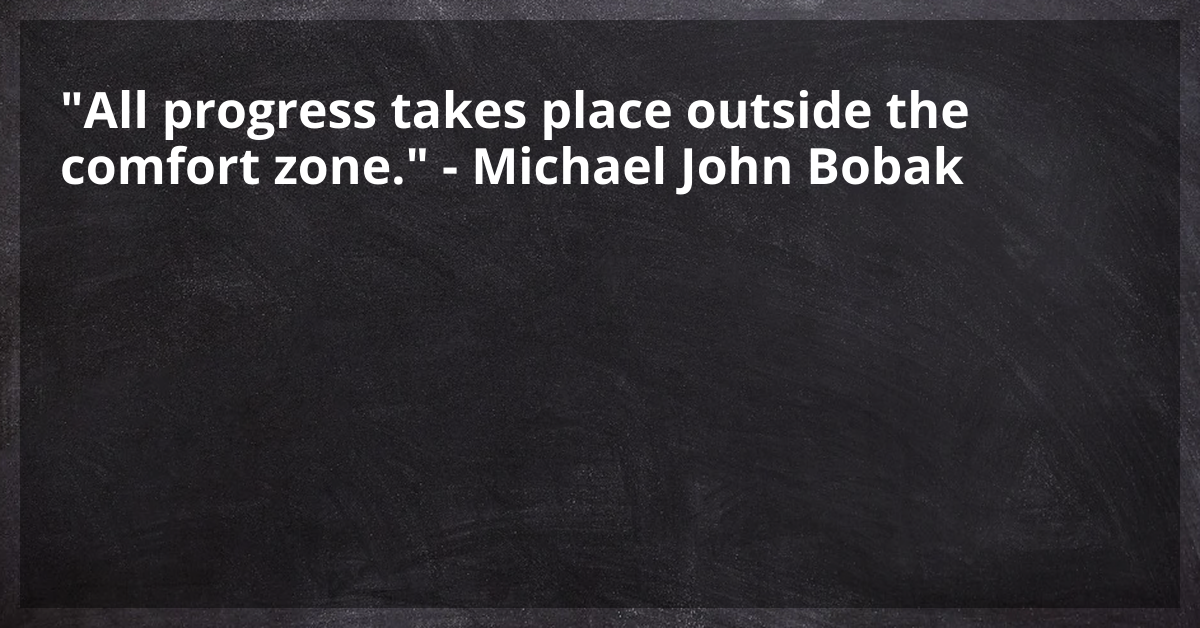 "All progress takes place outside the
comfort zone." - Michael John Bobak